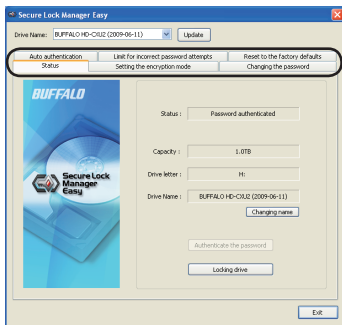 Secure Lock Manager Easy
Drive Name: BUFFALO HD-CXU2 (2009-06-11) Update
Auto authentication Limit for incorrect password attempts Reset to the factory defaults
Status Setting the encryption mode Changing the password
BUFFALO
Status : Password authenticated
Capacity : 1.0TB
Secure Lock
Manager
Easy
Drive letter : H:
Drive Name : BUFFALO HD-CXU2 (2009-06-11)
Changing name
Authenticate the password
Locking drive
Exit